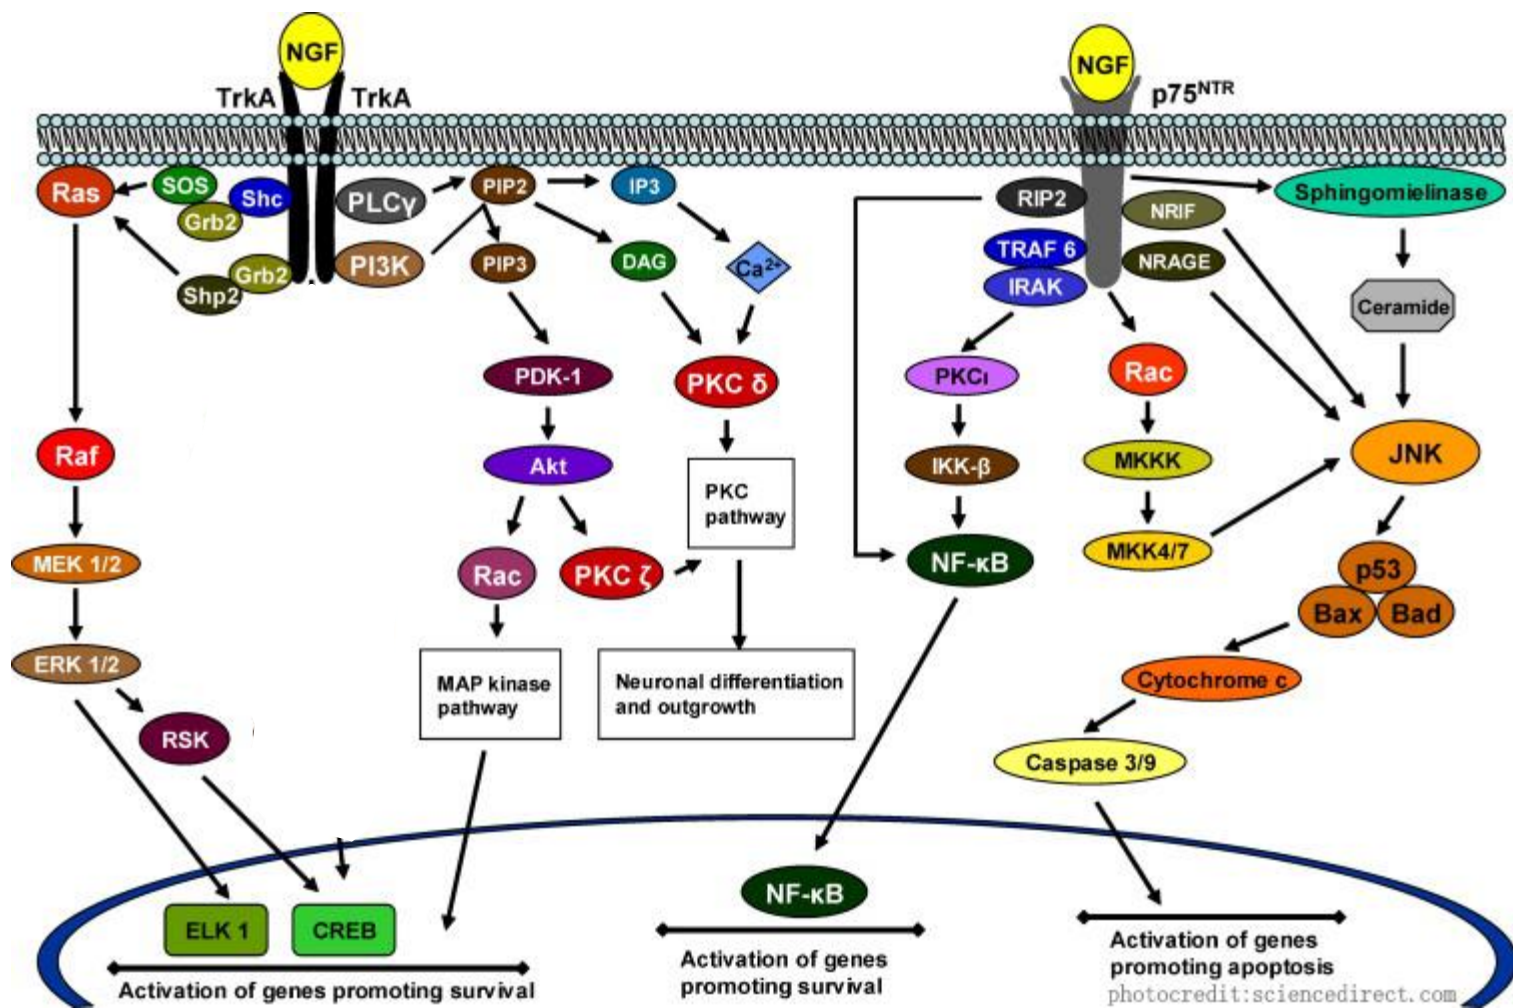 NGF
NGF
TrkA
TrkA
p75NTR
Ras
SOS
Shc
Grb2
PLCγ
PIP2
IP3
RIP2
NRIF
Sphingomielinase
Shp2
Grb2
PI3K
PIP3
DAG
Ca2+
TRAF 6
IRAK
NRAGE
Ceramide
PDK-1
PKC δ
PKCι
Rac
Raf
Akt
PKC
pathway
IKK-β
MKKK
JNK
MEK 1/2
Rac
PKC ζ
NF-κB
MKK4/7
p53
Bax
Bad
ERK 1/2
MAP kinase
pathway
Neuronal differentiation
and outgrowth
Cytochrome c
RSK
Caspase 3/9
ELK 1
CREB
NF-κB
Activation of genes promoting survival
Activation of genes
promoting survival
Activation of genes
promoting apoptosis
photocredit:sciencedirect.com